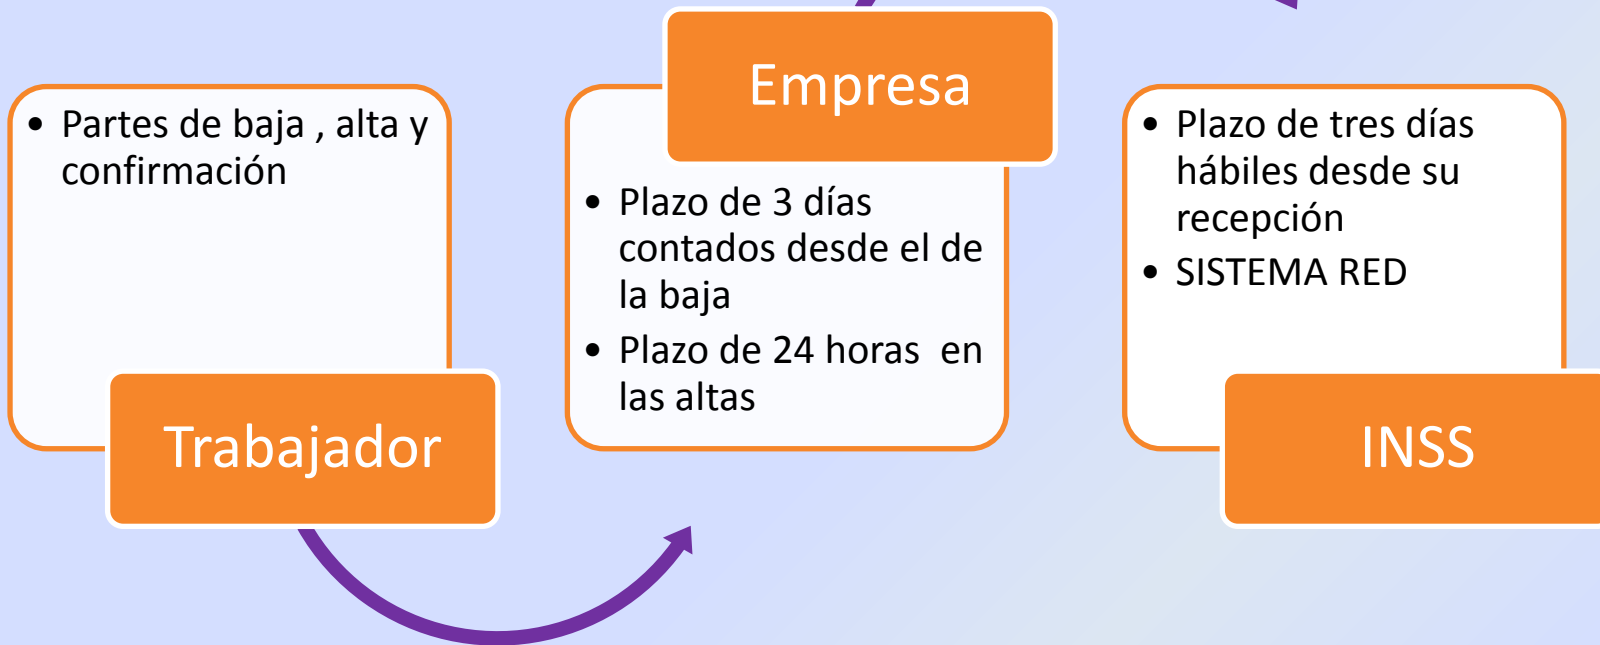 • Partes de baja , alta y
confirmación
Trabajador
Empresa
• Plazo de 3 días
contados desde el de
la baja
• Plazo de 24 horas  en
las altas
• Plazo de tres días
hábiles desde su
recepción
• SISTEMA RED
INSS